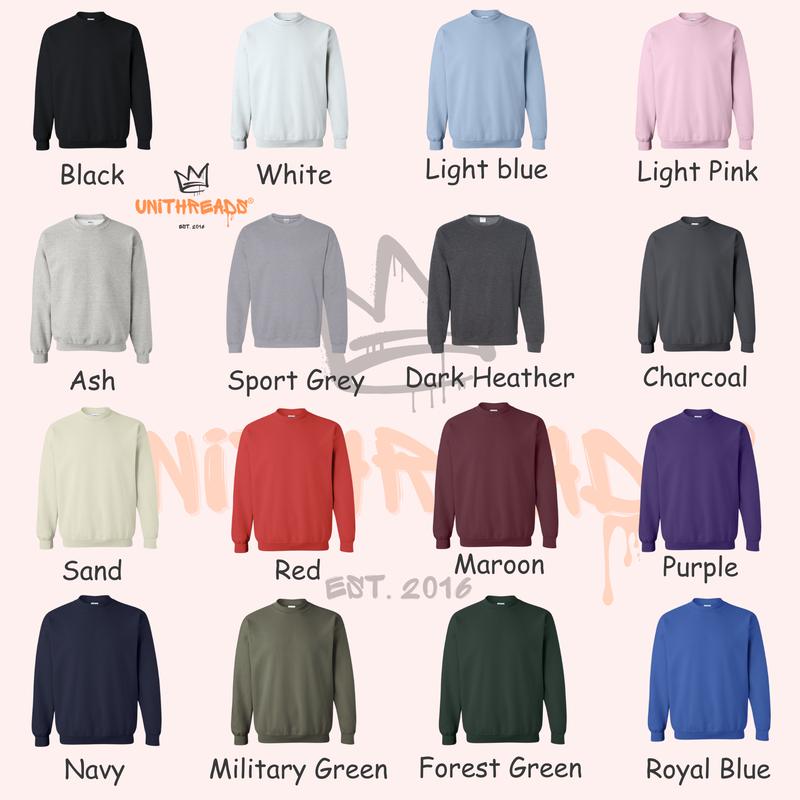 Black
White
Light blue
Light Pink
UNITHREADS®
EST. 2016
Ash
Sport Grey
Dark Heather
Charcoal
UNITHREADS
Sand
Red
Maroon
Purple
EST. 2016
Navy
Military Green
Forest Green
Royal Blue